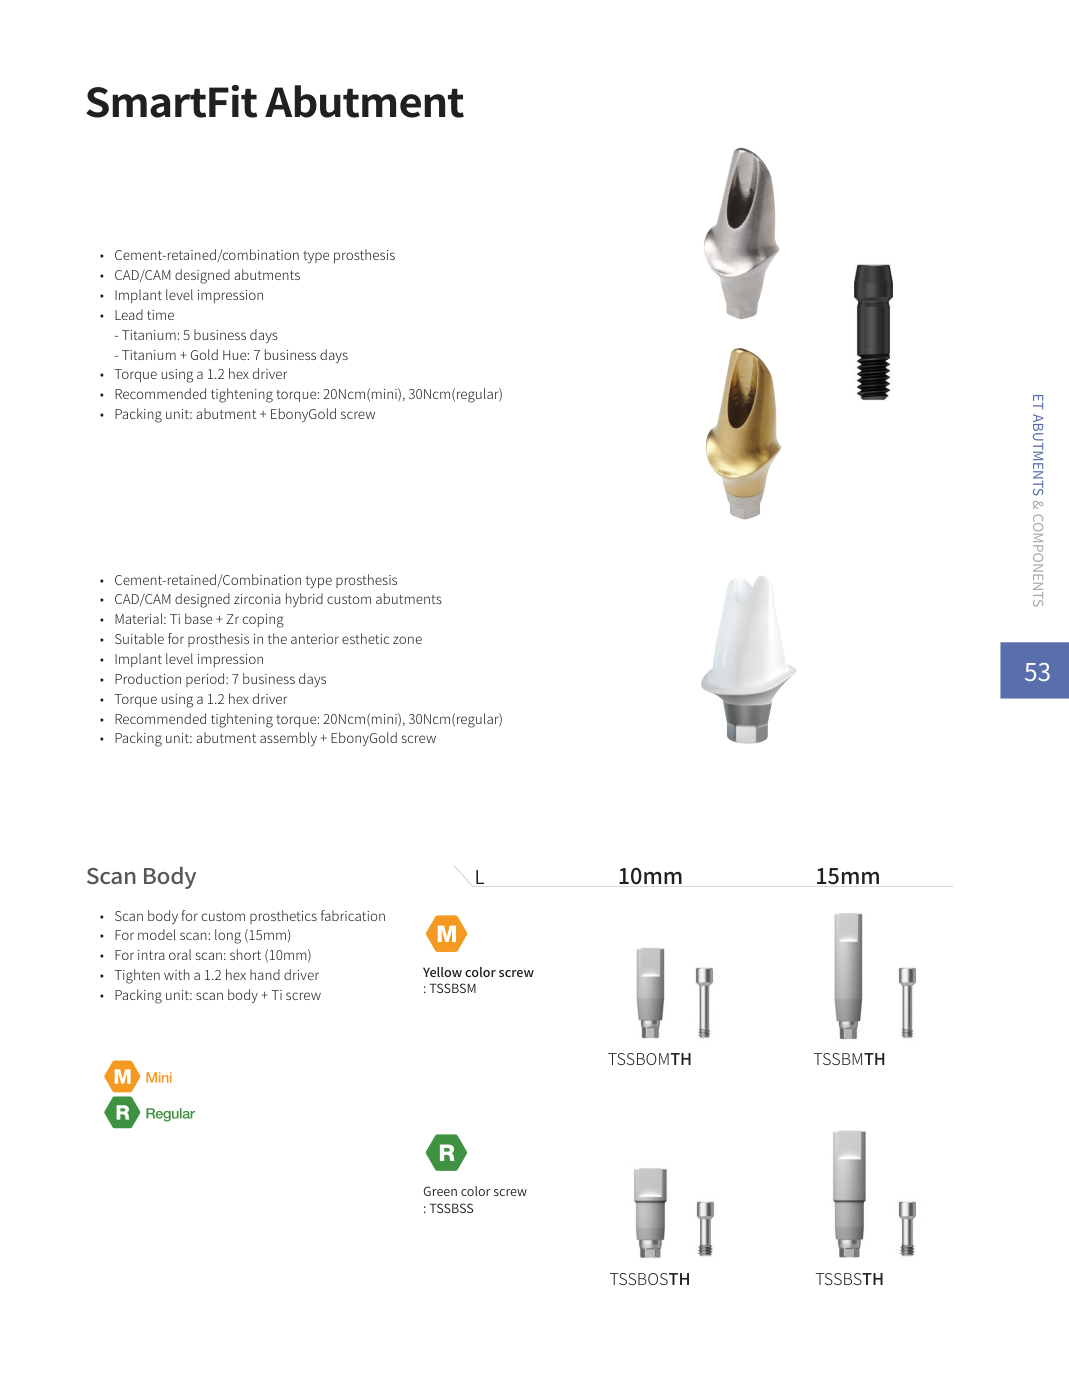 SmartFit Abutment
• Cement-retained/combination type prosthesis
• CAD/CAM designed abutments
• Implant level impression
• Lead time
- Titanium: 5 business days
- Titanium + Gold Hue: 7 business days
• Torque using a 1.2 hex driver
• Recommended tightening torque: 20Ncm(mini), 30Ncm(regular)
• Packing unit: abutment + EbonyGold screw
• Cement-retained/Combination type prosthesis
• CAD/CAM designed zirconia hybrid custom abutments
• Material: Ti base + Zr coping
• Suitable for prosthesis in the anterior esthetic zone
• Implant level impression
• Production period: 7 business days
• Torque using a 1.2 hex driver
• Recommended tightening torque: 20Ncm(mini), 30Ncm(regular)
• Packing unit: abutment assembly + EbonyGold screw
ET ABUTMENTS & COMPONENTS
53
Scan Body
• Scan body for custom prosthetics fabrication
• For model scan: long (15mm)
• For intra oral scan: short (10mm)
• Tighten with a 1.2 hex hand driver
• Packing unit: scan body + Ti screw
M Mini
R Regular
L 10mm 15mm
M
Yellow color screw
: TSSBSM
TSSBOMTH TSSBMTH
R
Green color screw
: TSSBSS
TSSBOSTH TSSBSTH